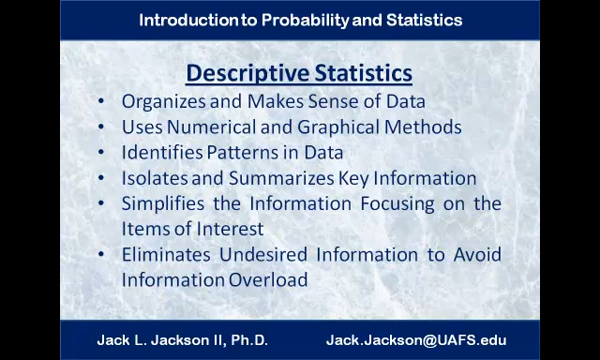 Introduction to Probability and Statistics
Descriptive Statistics
• Organizes and Makes Sense of Data
• Uses Numerical and Graphical Methods
• Identifies Patterns in Data
• Isolates and Summarizes Key Information
• Simplifies the Information Focusing on the
Items of Interest
• Eliminates Undesired Information to Avoid
Information Overload
Jack L. Jackson II, Ph.D. Jack.Jackson@UAFS.edu